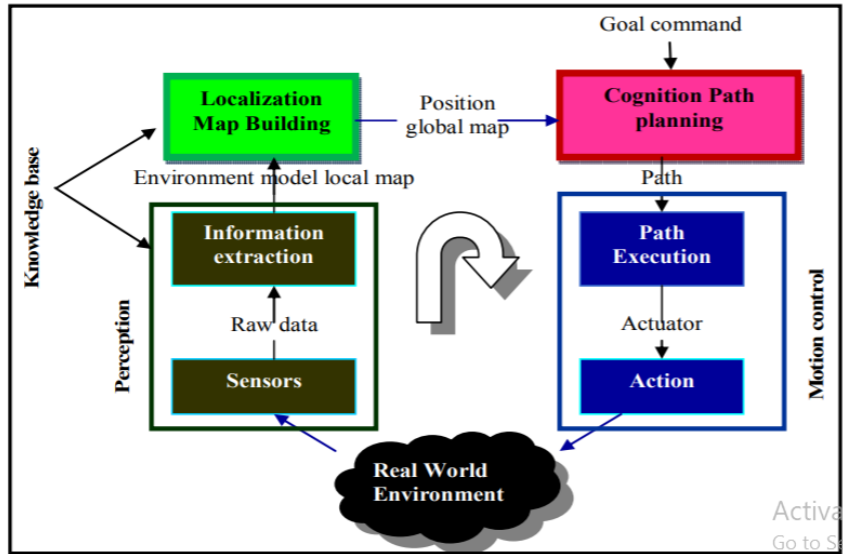 Goal command
Localization
Map Building
Position
global map
Cognition Path
planning
Environment model local map
Path
Knowledge base
Information
extraction
Path
Execution
Raw data
Actuator
Perception
Motion control
Sensors
Action
Real World
Environment
Activa
Go to S